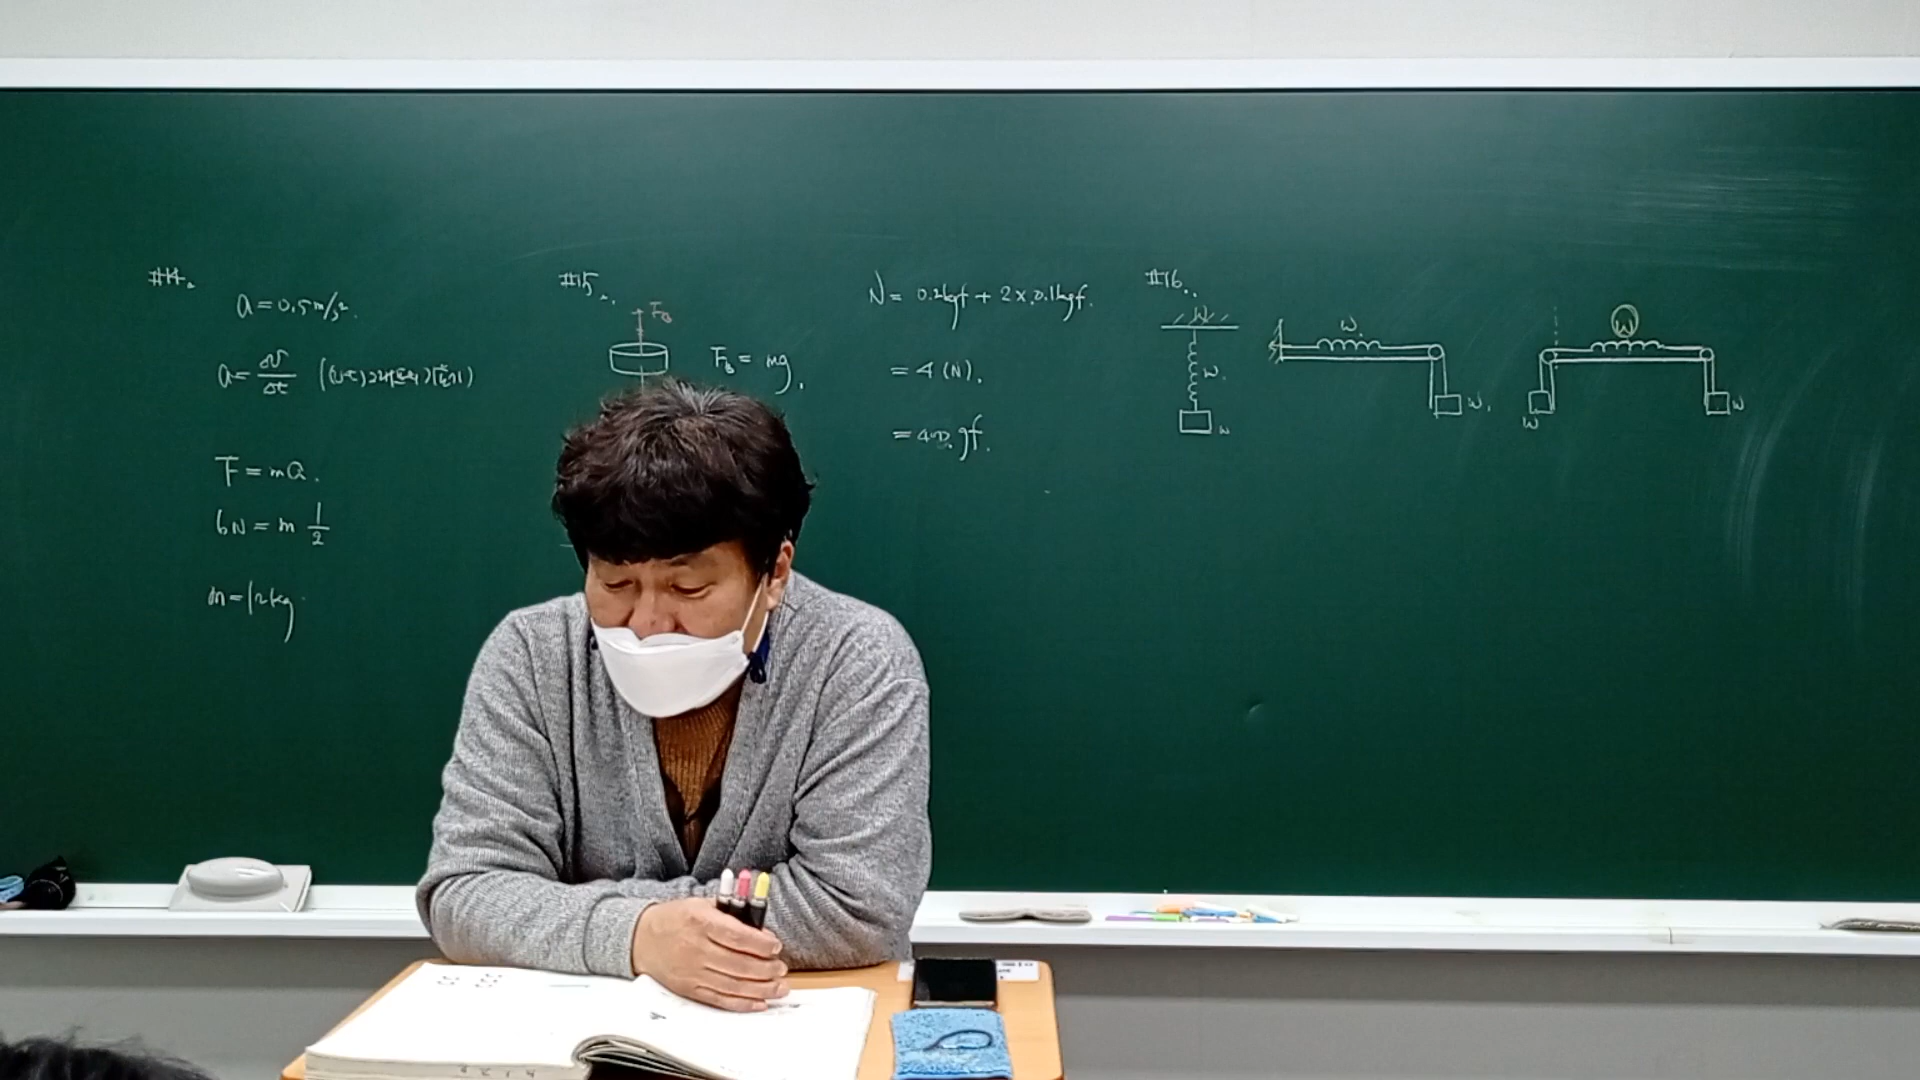 #14.
a = 0.5 m/s².
a = Δv/Δt
F = ma.
6N = m 1/2
m = 12kg
#15.
F_B
F_B = mg.
N = 0.2kgf + 2×0.1kgf.
= 4 (N).
= 400gf.
#16.
W
W.
W
W.
W.
W
W
W